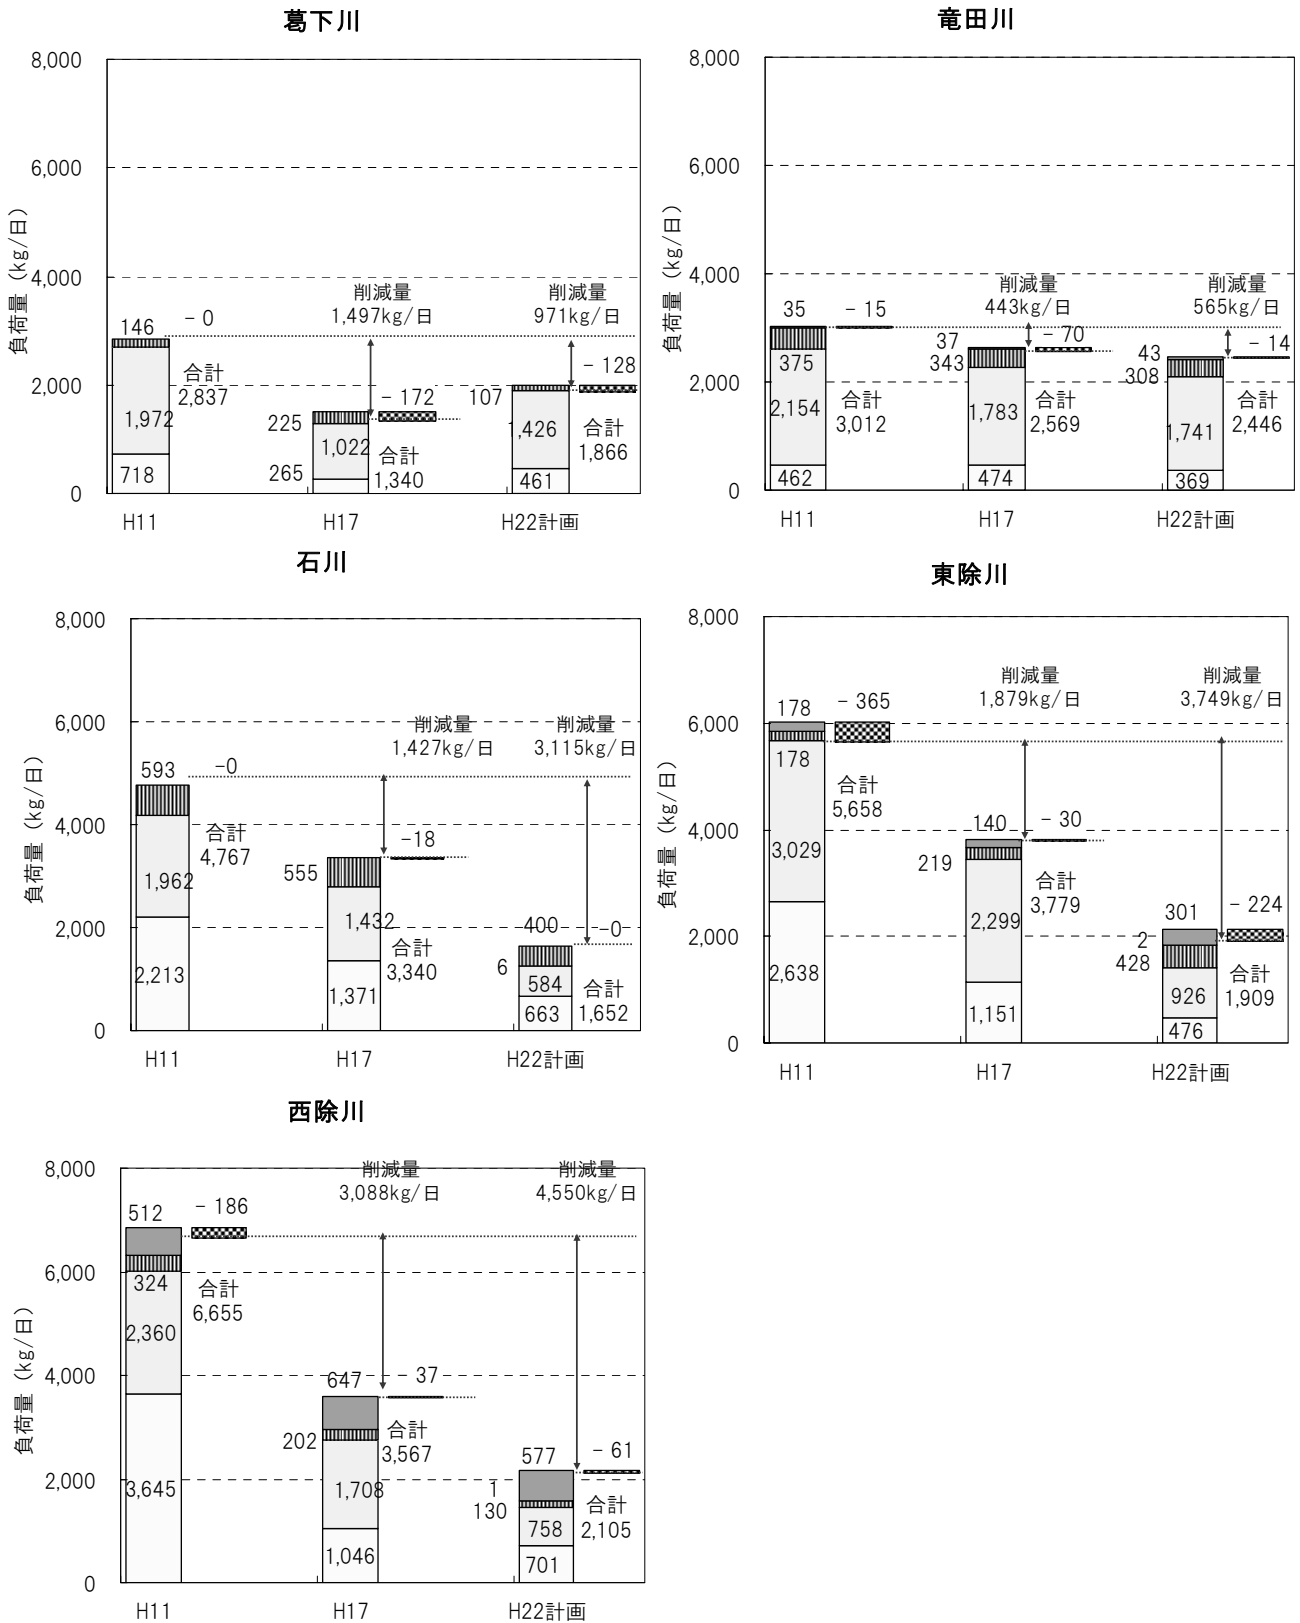 葛下川
負荷量 (kg/日)
8,000
6,000
4,000
2,000
0
146
- 0
1,972
718
合計
2,837
削減量
1,497kg/日
- 172
225
1,022
265
合計
1,340
削減量
971kg/日
- 128
107
1,426
461
合計
1,866
H11
H17
H22計画
竜田川
負荷量 (kg/日)
8,000
6,000
4,000
2,000
0
35
- 15
375
2,154
462
合計
3,012
削減量
443kg/日
- 70
37
343
1,783
474
合計
2,569
削減量
565kg/日
- 14
43
308
1,741
369
合計
2,446
H11
H17
H22計画
石川
負荷量 (kg/日)
8,000
6,000
4,000
2,000
0
593
-0
1,962
2,213
合計
4,767
削減量
1,427kg/日
-18
555
1,432
1,371
合計
3,340
削減量
3,115kg/日
400
-0
6
584
663
合計
1,652
H11
H17
H22計画
東除川
負荷量 (kg/日)
8,000
6,000
4,000
2,000
0
178
- 365
178
3,029
2,638
合計
5,658
削減量
1,879kg/日
140
- 30
219
2,299
1,151
合計
3,779
削減量
3,749kg/日
301
- 224
2
428
926
476
合計
1,909
H11
H17
H22計画
西除川
負荷量 (kg/日)
8,000
6,000
4,000
2,000
0
512
- 186
324
2,360
3,645
合計
6,655
削減量
3,088kg/日
647
- 37
202
1,708
1,046
合計
3,567
削減量
4,550kg/日
577
- 61
1
130
758
701
合計
2,105
H11
H17
H22計画